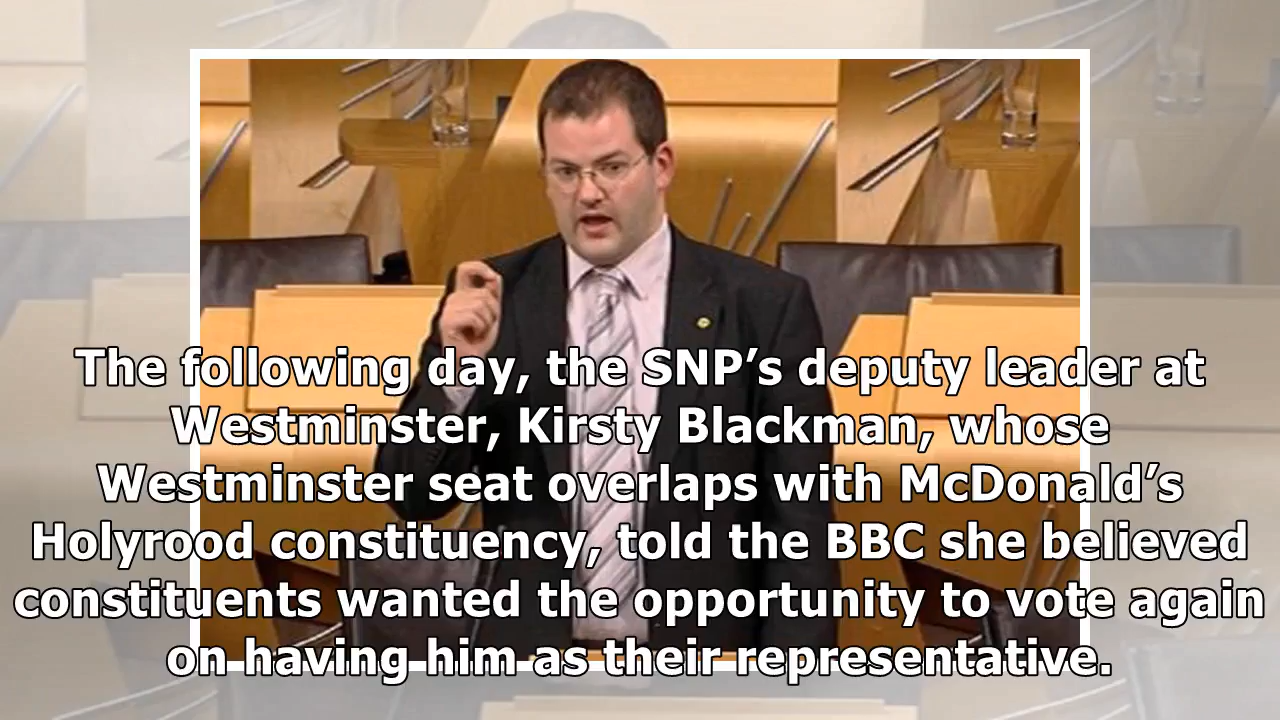 The following day, the SNP’s deputy leader at
Westminster, Kirsty Blackman, whose
Westminster seat overlaps with McDonald’s
Holyrood constituency, told the BBC she believed
constituents wanted the opportunity to vote again
on having him as their representative.